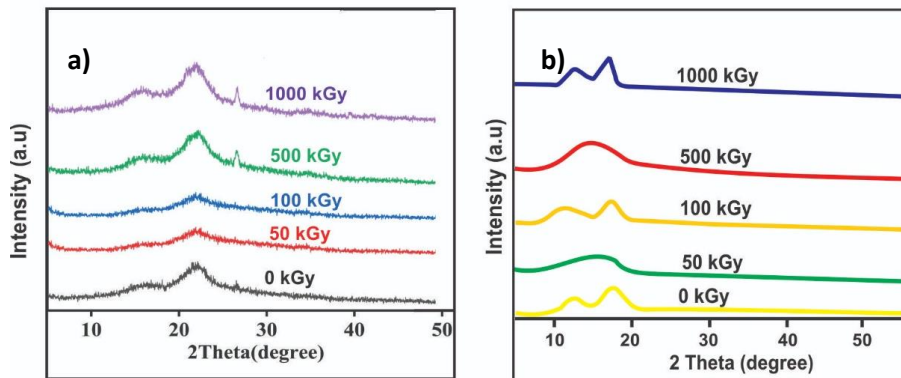 a)
Intensity (a.u)
1000 kGy
500 kGy
100 kGy
50 kGy
0 kGy
10 20 30 40 50
2Theta(degree)
b)
Intensity (a.u)
1000 kGy
500 kGy
100 kGy
50 kGy
0 kGy
10 20 30 40 50
2 Theta (degree)